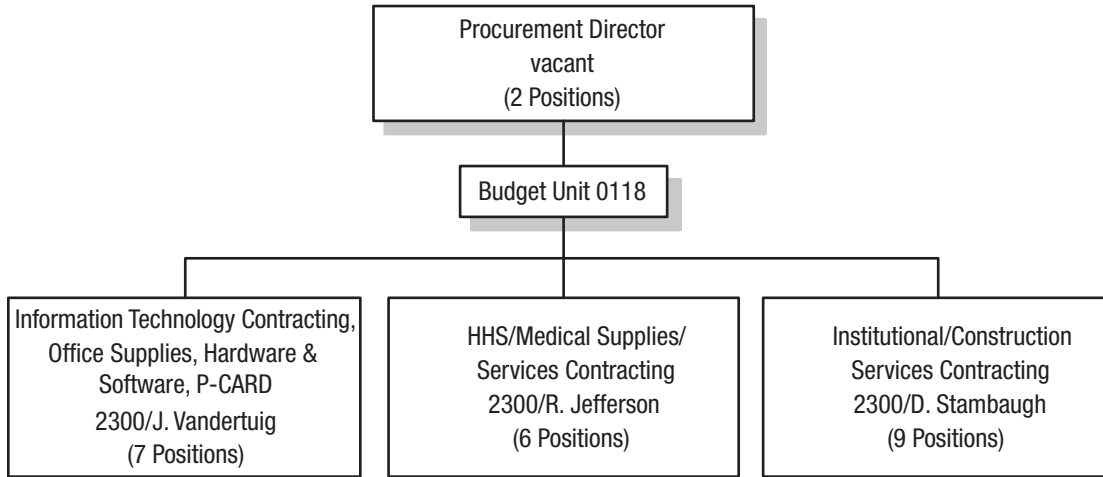 Procurement Director
vacant
(2 Positions)
Budget Unit 0118
Information Technology Contracting,
Office Supplies, Hardware &
Software, P-CARD
2300/J. Vandertuig
(7 Positions)
HHS/Medical Supplies/
Services Contracting
2300/R. Jefferson
(6 Positions)
Institutional/Construction
Services Contracting
2300/D. Stambaugh
(9 Positions)